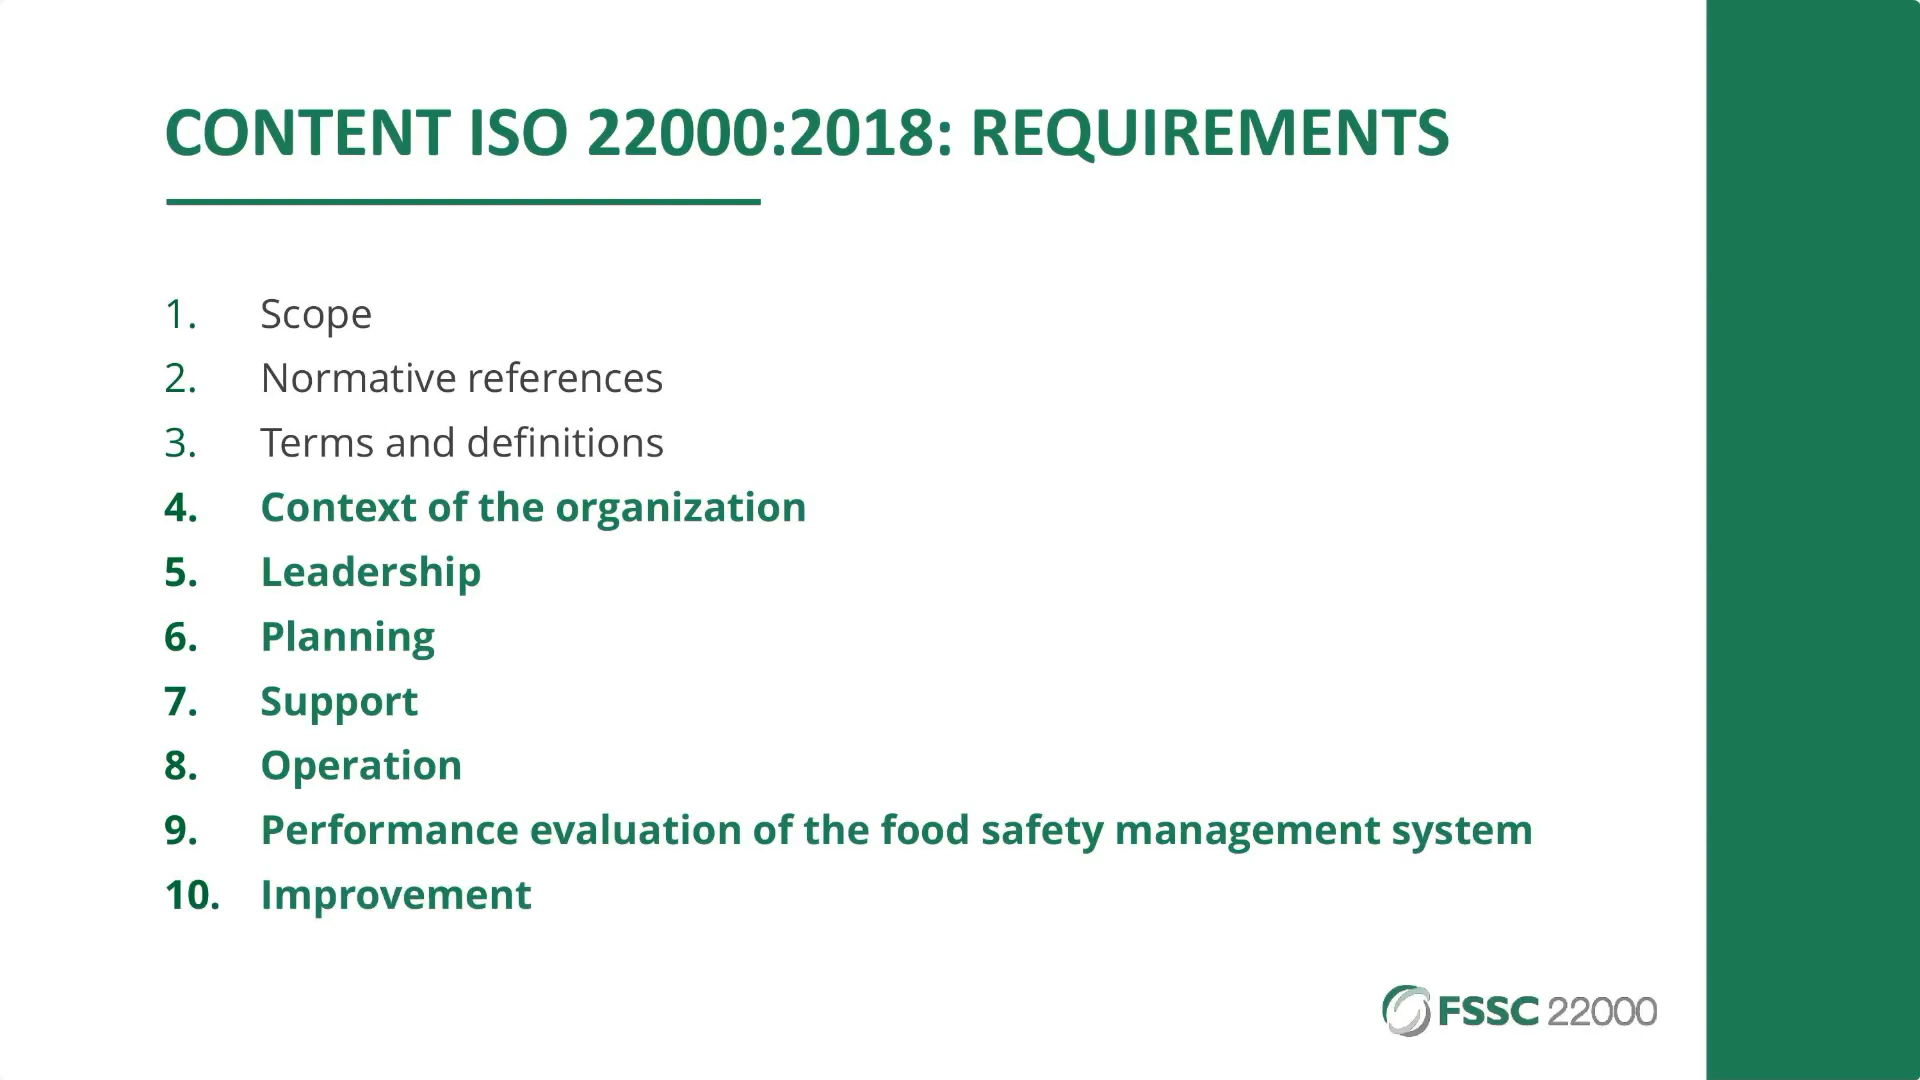 CONTENT ISO 22000:2018: REQUIREMENTS
1. Scope
2. Normative references
3. Terms and definitions
4. Context of the organization
5. Leadership
6. Planning
7. Support
8. Operation
9. Performance evaluation of the food safety management system
10. Improvement
FSSC 22000